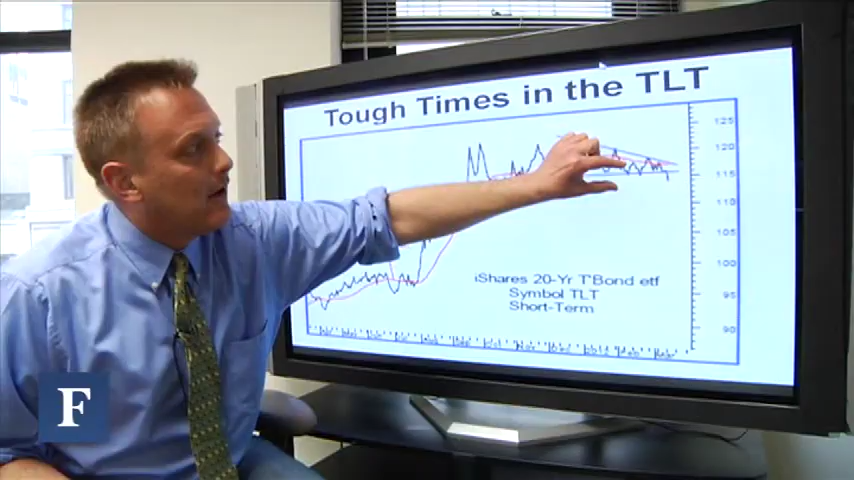 Tough Times in the TLT
125
120
115
110
105
100
95
90
iShares 20-Yr T'Bond etf
Symbol TLT
Short-Term
F